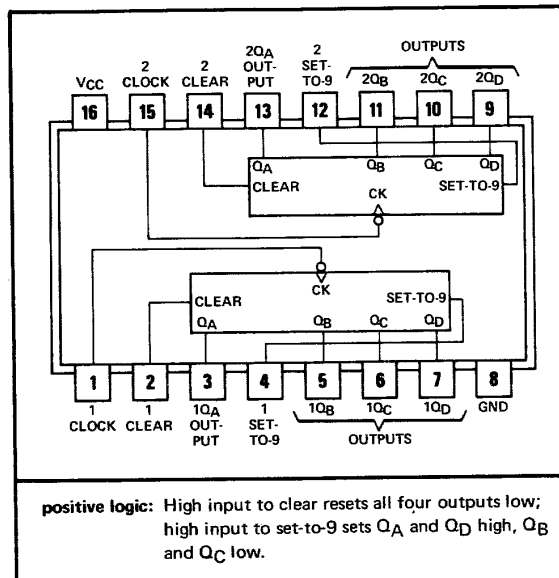 OUTPUTS
2 2 2QA 2
CLOCK CLEAR OUT- SET-
PUT TO-9
VCC 2QB 2QC 2QD
16 15 14 13 12 11 10 9
QA QB QC QD
CLEAR SET-TO-9
CK
CK
CLEAR SET-TO-9
QA QB QC QD
1 2 3 4 5 6 7 8
1 1 1QA 1 1QB 1QC 1QD GND
CLOCK CLEAR OUT- SET- OUTPUTS
PUT TO-9
positive logic: High input to clear resets all four outputs low;
high input to set-to-9 sets QA and QD high, QB
and QC low.